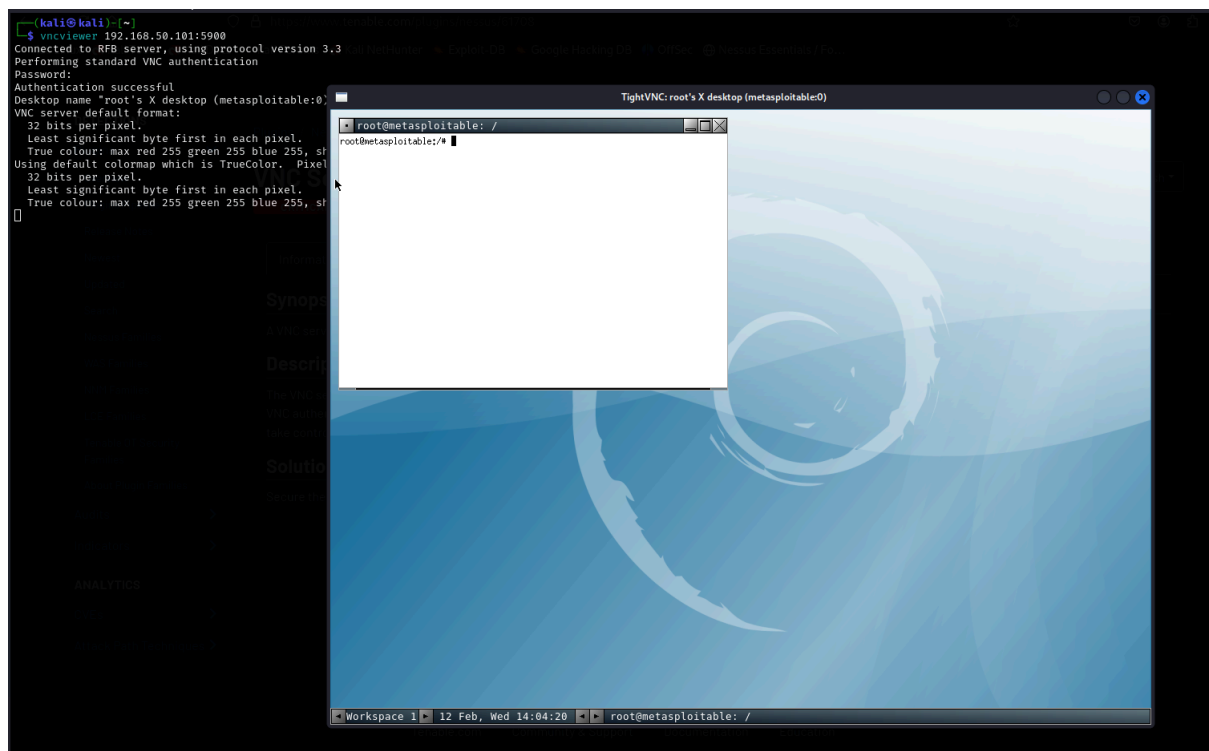 (kali㉿kali)-[~]
$ vncviewer 192.168.50.101:5900
Connected to RFB server, using protocol version 3.3
Performing standard VNC authentication
Password:
Authentication successful
Desktop name "root's X desktop (metasploitable:0)
VNC server default format:
32 bits per pixel.
Least significant byte first in each pixel.
True colour: max red 255 green 255 blue 255, sh
Using default colormap which is TrueColor. Pixel
32 bits per pixel.
Least significant byte first in each pixel.
True colour: max red 255 green 255 blue 255, sh
TightVNC: root's X desktop (metasploitable:0)
root@metasploitable: /
root@metasploitable:/#
Synops
Descrip
Solutio
ANALYTICS
Workspace 1 12 Feb, Wed 14:04:20 root@metasploitable: /